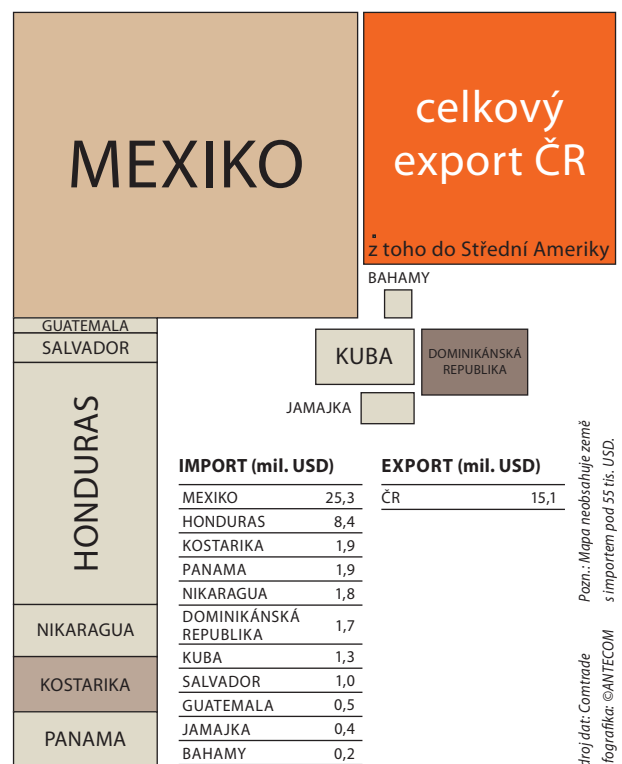 MEXIKO
celkový
export ČR
z toho do Střední Ameriky
BAHAMY
GUATEMALA
SALVADOR
KUBA
DOMINIKÁNSKÁ
REPUBLIKA
JAMAJKA
HONDURAS
NIKARAGUA
KOSTARIKA
PANAMA
IMPORT (mil. USD)
MEXIKO 25,3
HONDURAS 8,4
KOSTARIKA 1,9
PANAMA 1,9
NIKARAGUA 1,8
DOMINIKÁNSKÁ
REPUBLIKA 1,7
KUBA 1,3
SALVADOR 1,0
GUATEMALA 0,5
JAMAJKA 0,4
BAHAMY 0,2
EXPORT (mil. USD)
ČR 15,1
Pozn.: Mapa neobsahuje země
s importem pod 55 tis. USD.
dat: Comtrade
©ANTECOM